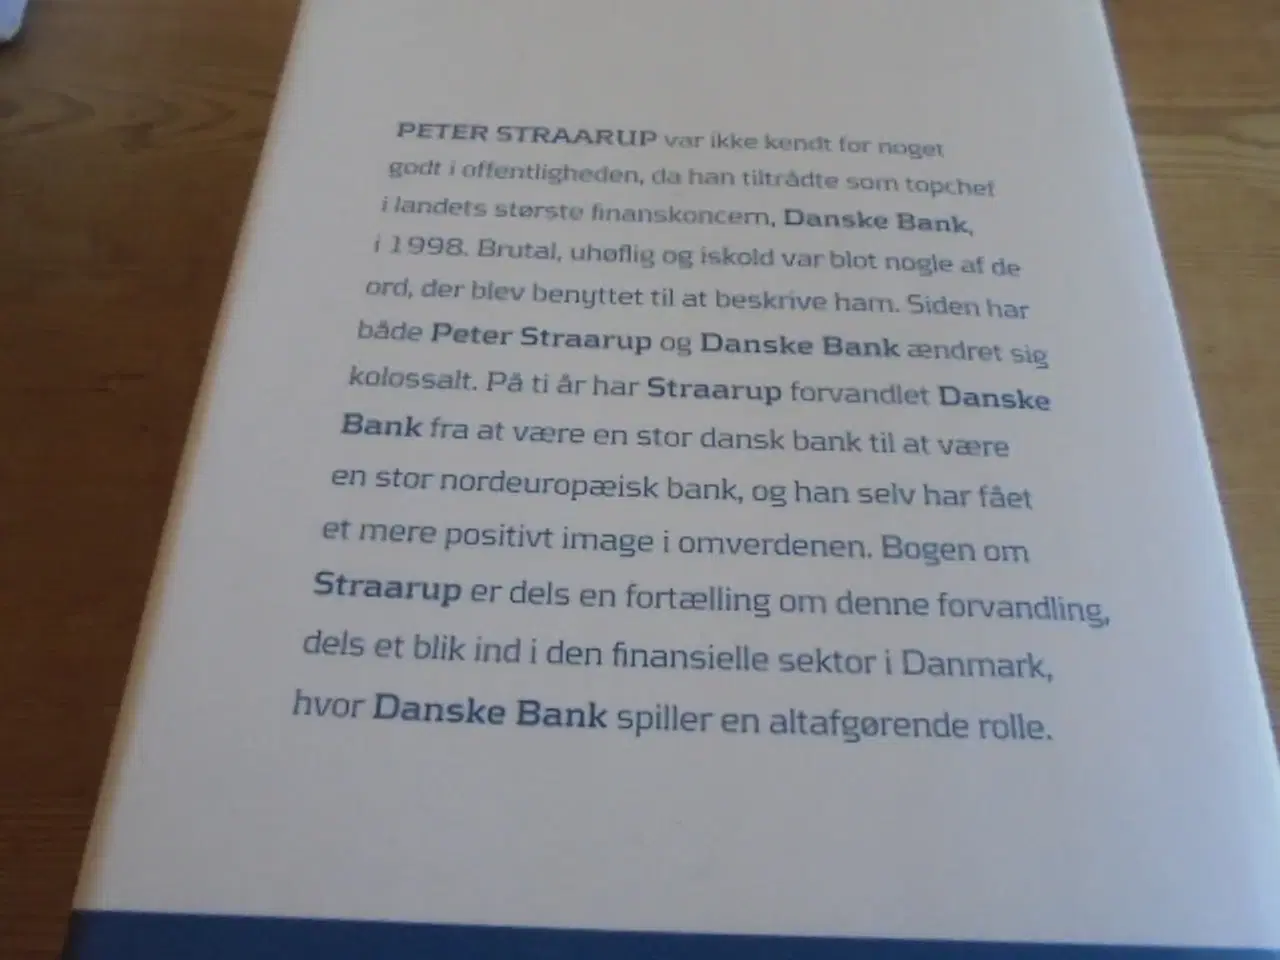 PETER STRAARUP var ikke kendt for noget
godt i offentligheden, da han tiltrådte som topchef
i landets største finanskoncern, Danske Bank,
i 1998. Brutal, uhøflig og iskold var blot nogle af de
ord, der blev benyttet til at beskrive ham. Siden har
både Peter Straarup og Danske Bank ændret sig
kolossalt. På ti år har Straarup forvandlet Danske
Bank fra at være en stor dansk bank til at være
en stor nordeuropæisk bank, og han selv har fået
et mere positivt image i omverdenen. Bogen om
Straarup er dels en fortælling om denne forvandling,
dels et blik ind i den finansielle sektor i Danmark,
hvor Danske Bank spiller en altafgørende rolle.